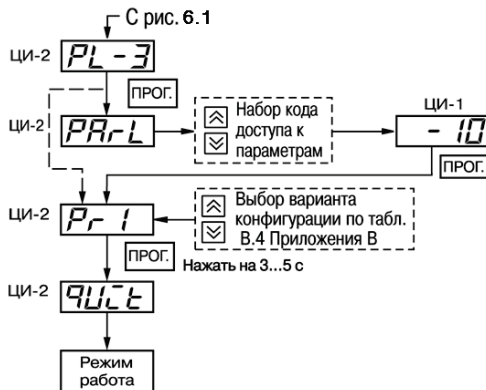 С рис. 6.1
ЦИ-2 PL-3
ПРОГ.
ЦИ-2 PArL
Набор кода
доступа к
параметрам
ЦИ-1
- 10
ПРОГ.
ЦИ-2 Pr 1
Выбор варианта
конфигурации по табл.
В.4 Приложения В
ПРОГ.
Нажать на 3...5 с
ЦИ-2 quit
Режим
работа